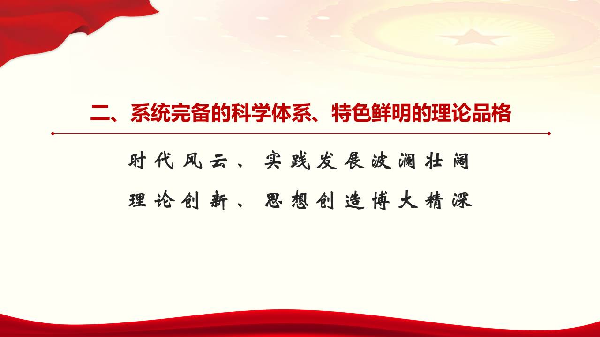 二、系统完备的科学体系、特色鲜明的理论品格
时代风云、实践发展波澜壮阔
理论创新、思想创造博大精深